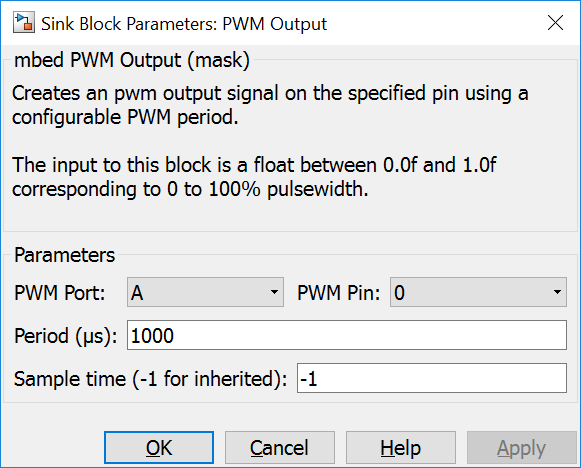 Sink Block Parameters: PWM Output
mbed PWM Output (mask)
Creates an pwm output signal on the specified pin using a
configurable PWM period.
The input to this block is a float between 0.0f and 1.0f
corresponding to 0 to 100% pulsewidth.
Parameters
PWM Port: A PWM Pin: 0
Period (µs): 1000
Sample time (-1 for inherited): -1
OK Cancel Help Apply